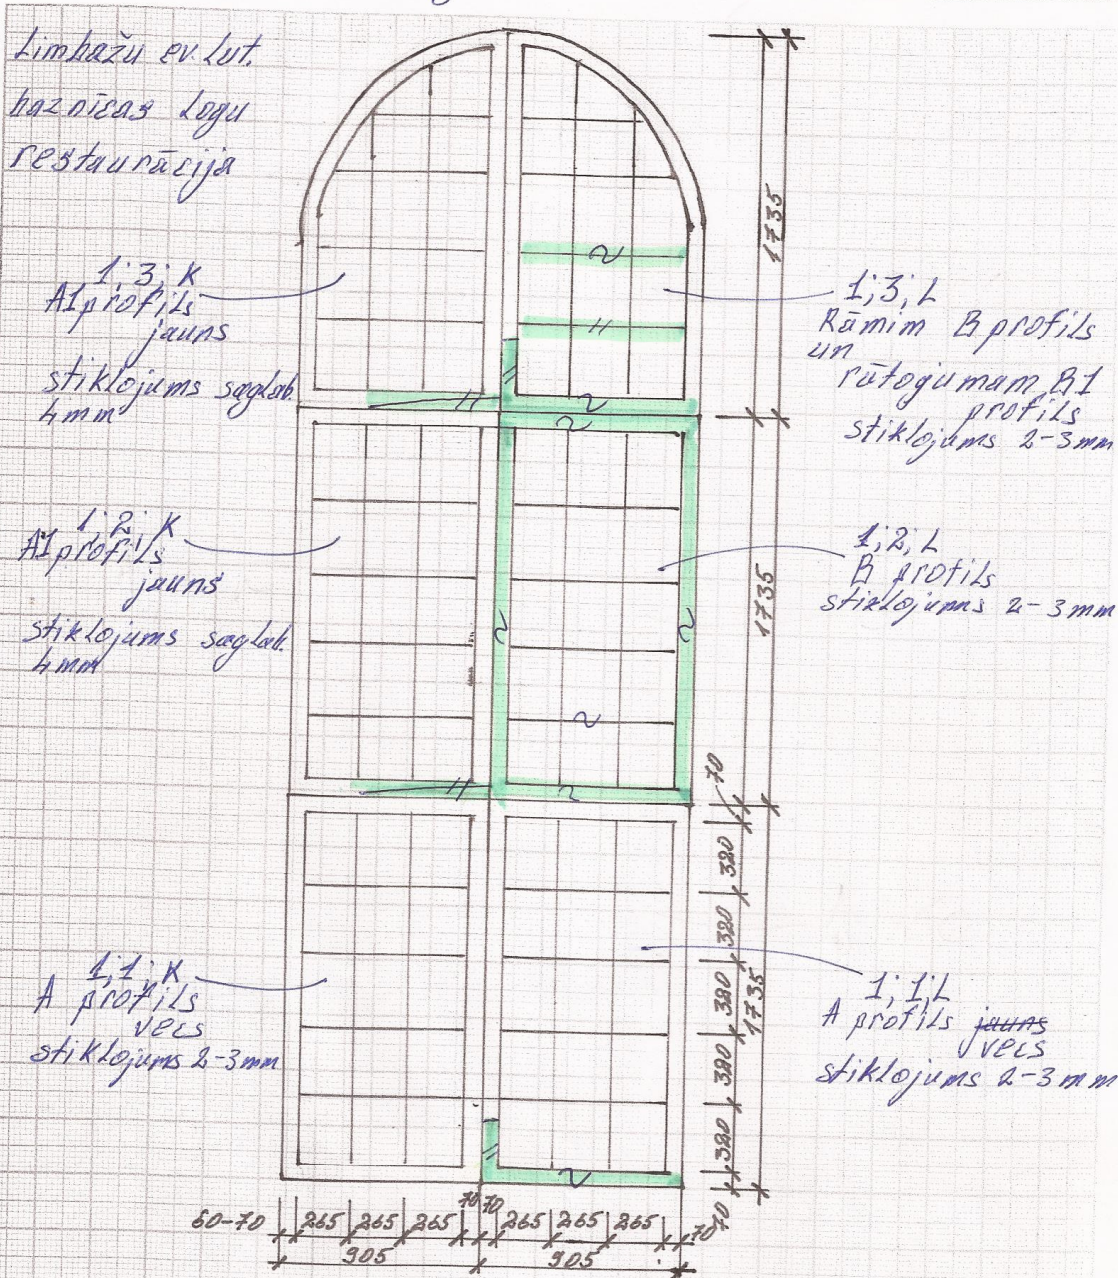 Limbažu ev. Lut.
baznīcas Logu
restaurācija
1; 3; K
A1 profils
jauns
stiklojums saglab.
4mm
1; 3; L
Rāmim B profils
un
rūtojumam B1
profils
stiklojums 2-3mm
1; 2; K
A1 profils
jauns
stiklojums saglab.
4mm
1; 2; L
B profils
stiklojums 2-3mm
1; 1; K
A profils
vecs
stiklojums 2-3mm
1; 1; L
A profils jauns
vecs
stiklojums 2-3mm
1735
1735
1735
70
320
320
320
320
320
70
60-70
265
265
265
70
70
265
265
265
70
905
905